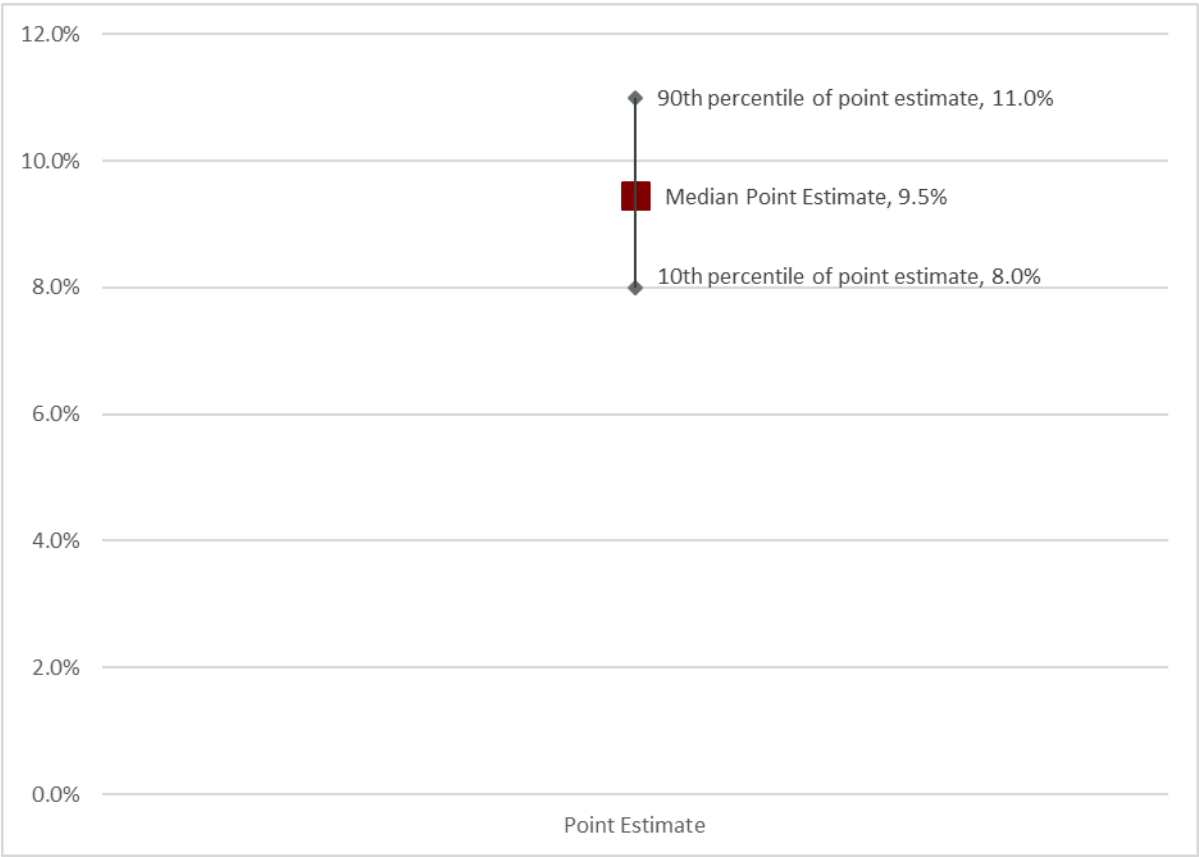 12.0%
90th percentile of point estimate, 11.0%
10.0%
Median Point Estimate, 9.5%
10th percentile of point estimate, 8.0%
8.0%
6.0%
4.0%
2.0%
0.0%
Point Estimate